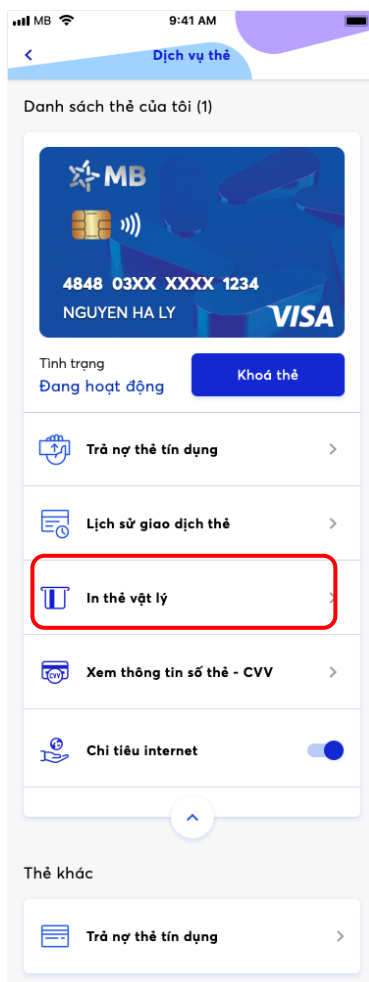 MB 9:41 AM
Dịch vụ thẻ
Danh sách thẻ của tôi (1)
MB
4848 03XX XXXX 1234
NGUYEN HA LY
VISA
Tình trạng
Đang hoạt động
Khoá thẻ
Trả nợ thẻ tín dụng
Lịch sử giao dịch thẻ
In thẻ vật lý
CVV
Xem thông tin số thẻ - CVV
Chi tiêu internet
Thẻ khác
Trả nợ thẻ tín dụng